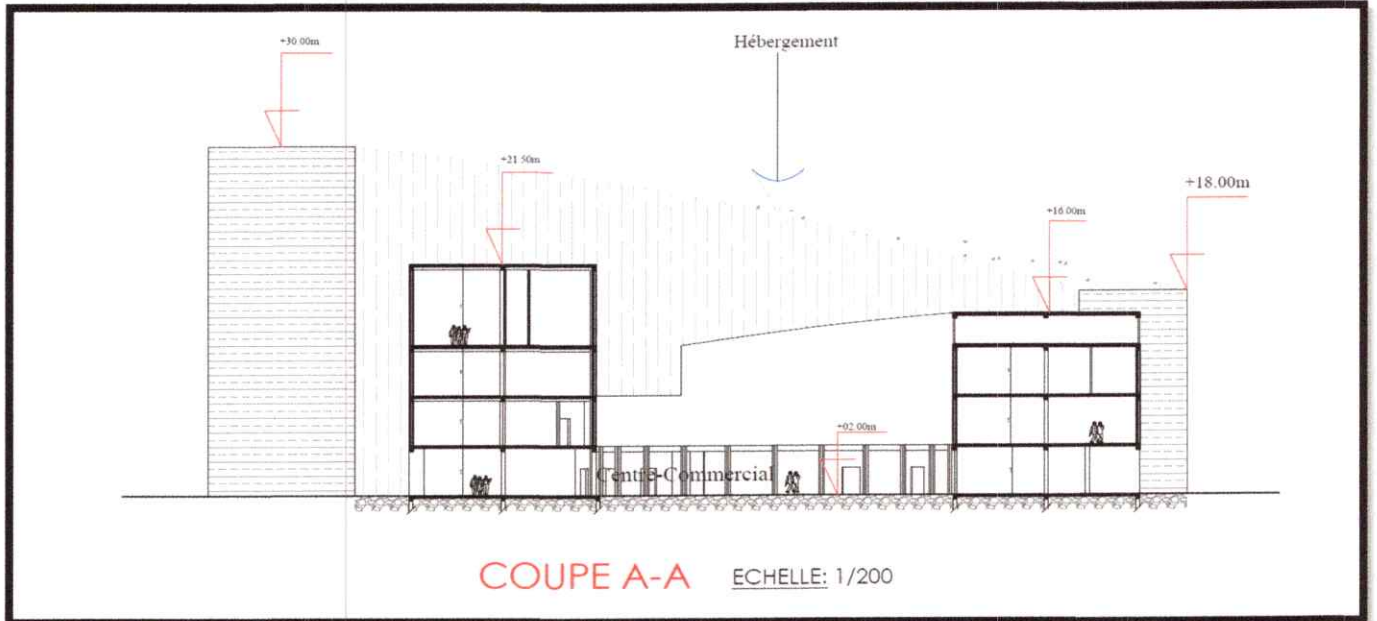 +30.00m
Hébergement
+21.50m
+18.00m
+16.00m
+02.00m
Centre-Commercial
COUPE A-A ECHELLE: 1/200